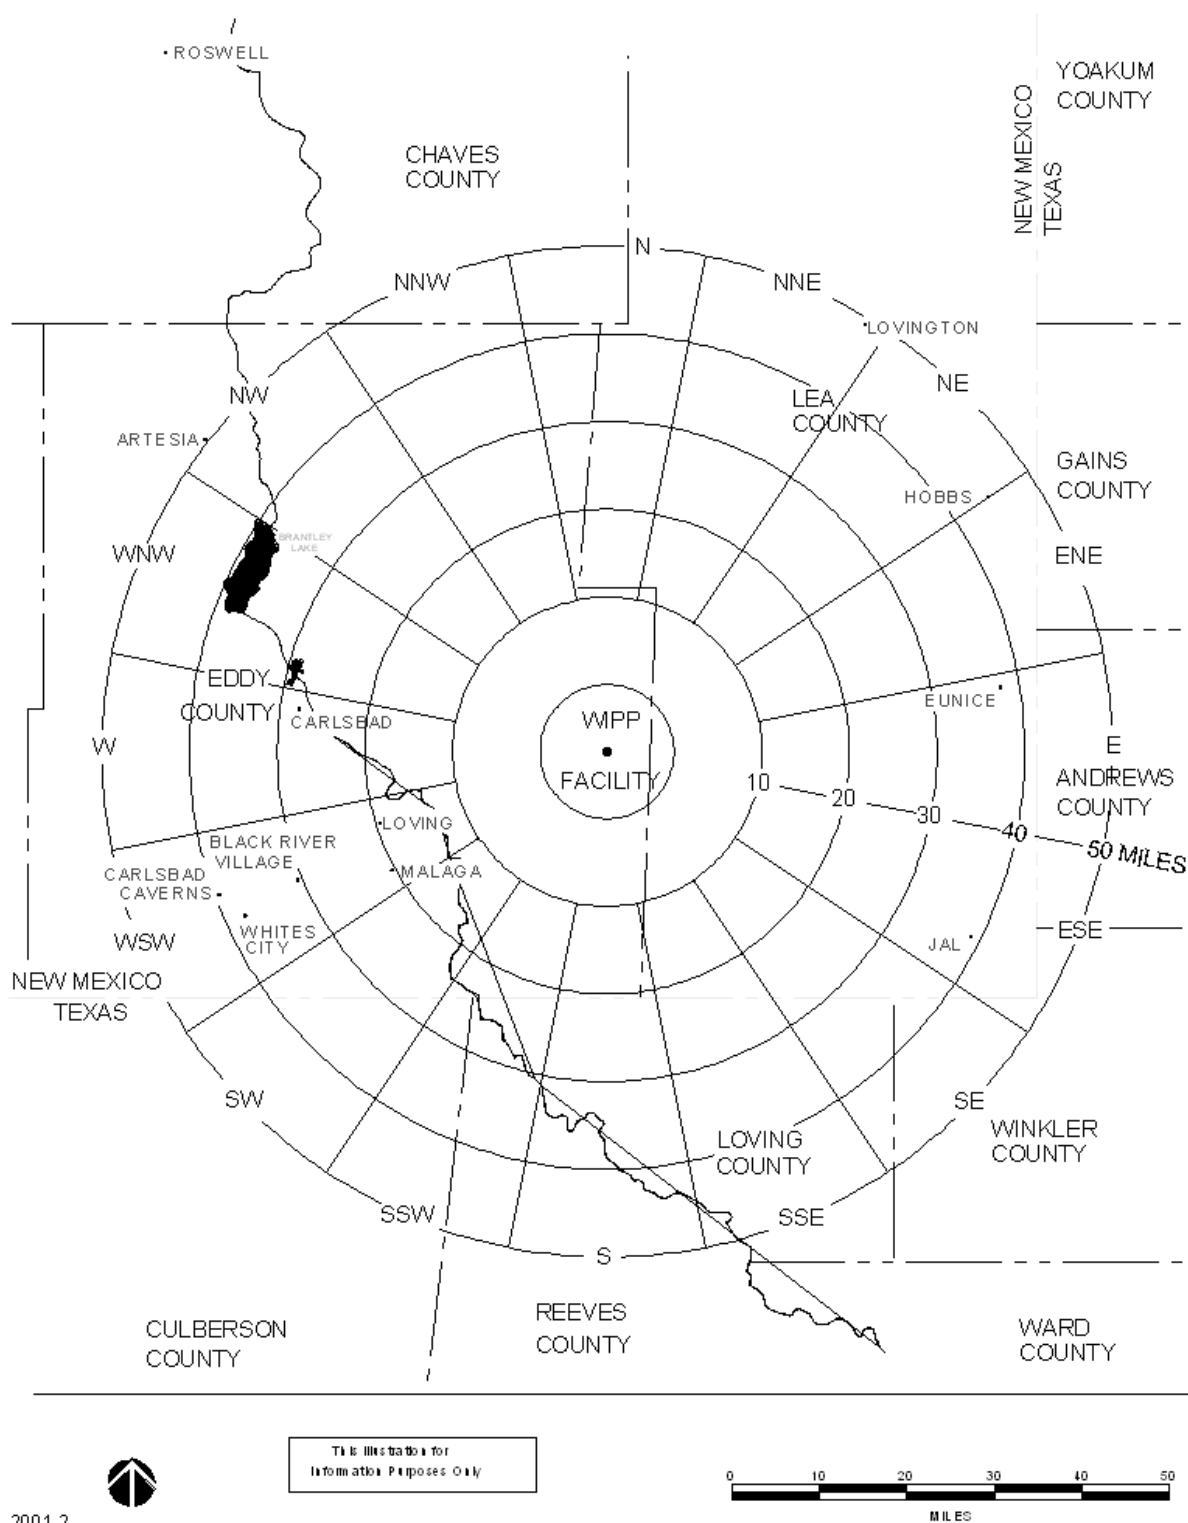 ROSWELL
YOAKUM
COUNTY
NEW MEXICO
TEXAS
CHAVES
COUNTY
N
NNW
NNE
LOVINGTON
NW
NE
LEA
COUNTY
ARTESIA
GAINS
COUNTY
HOBBS
BRANTLEY
LAKE
WNW
ENE
EDDY
COUNTY
CARLSBAD
EUNICE
WIPP
FACILITY
W
E
ANDREWS
COUNTY
10
20
30
40
50 MILES
LOVING
BLACK RIVER
VILLAGE
MALAGA
CARLSBAD
CAVERNS
WHITES
CITY
WSW
JAL
ESE
NEW MEXICO
TEXAS
SW
SE
WINKLER
COUNTY
LOVING
COUNTY
SSW
SSE
S
REEVES
COUNTY
CULBERSON
COUNTY
WARD
COUNTY
This Illustration for
Information Purposes Only
0 10 20 30 40 50
MILES
2001-2